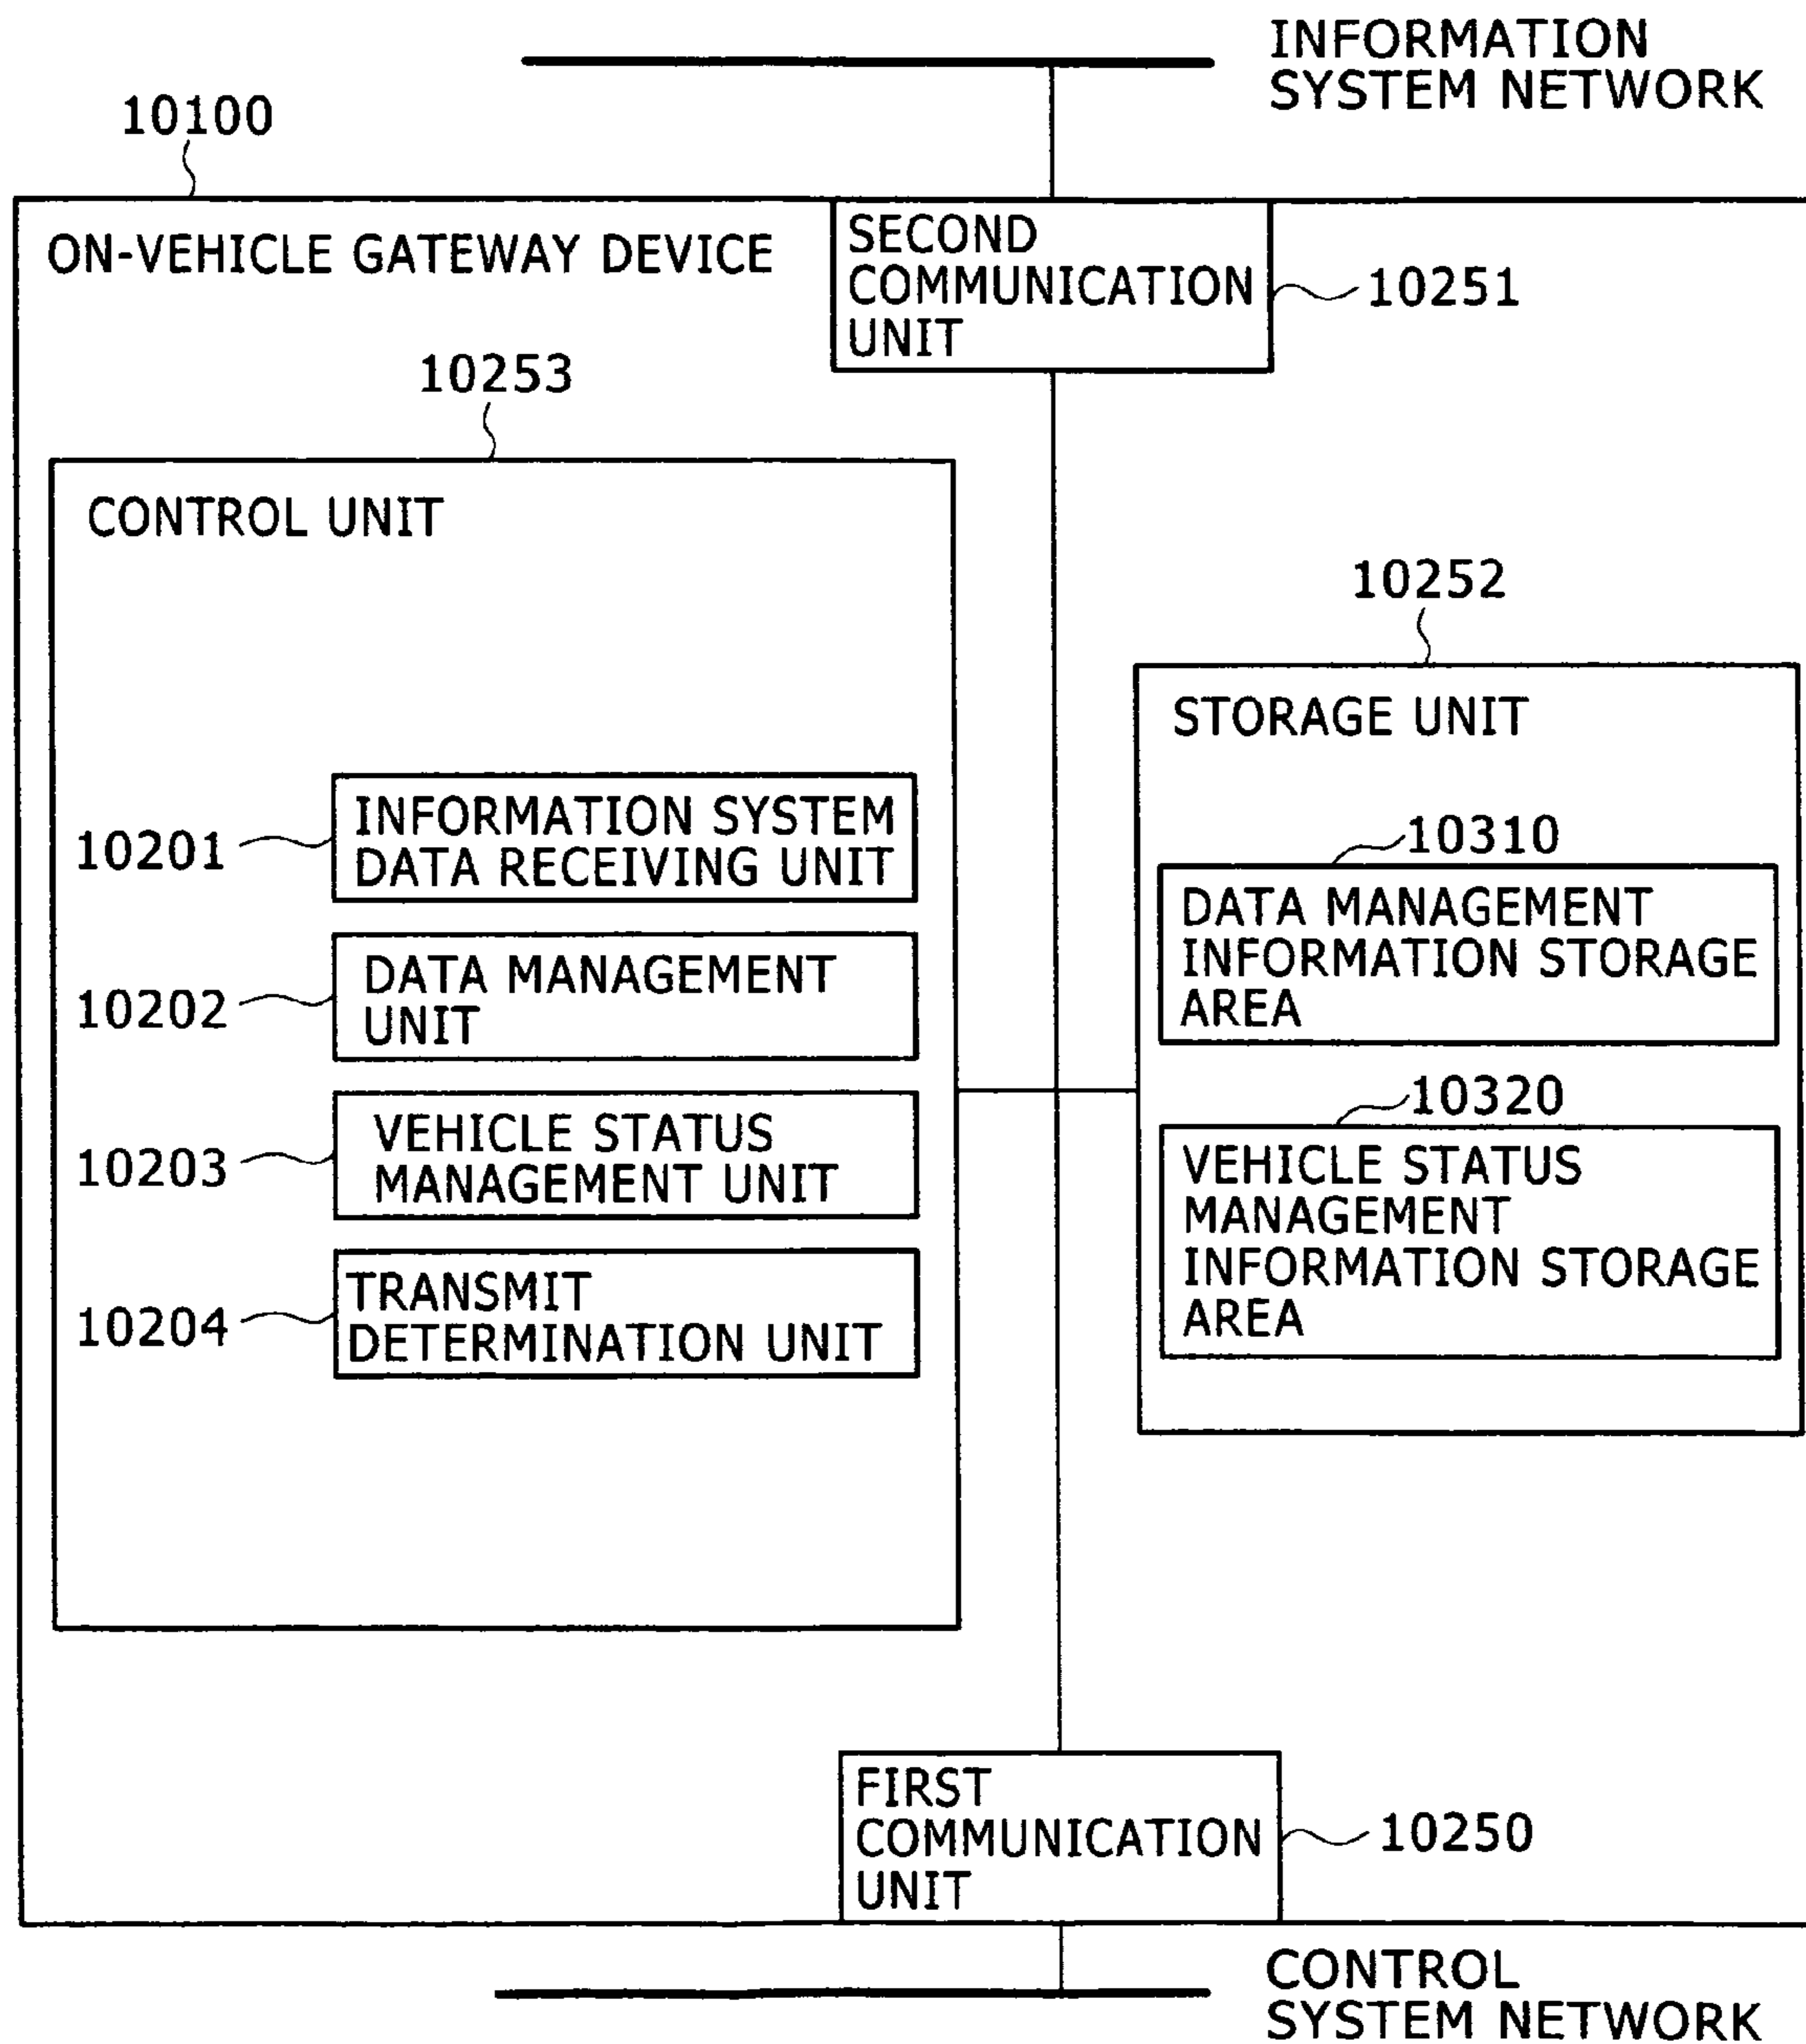 INFORMATION
SYSTEM NETWORK
10100
ON-VEHICLE GATEWAY DEVICE
SECOND
COMMUNICATION
UNIT
10251
10253
CONTROL UNIT
10252
STORAGE UNIT
10201
INFORMATION SYSTEM
DATA RECEIVING UNIT
10310
DATA MANAGEMENT
INFORMATION STORAGE
AREA
10202
DATA MANAGEMENT
UNIT
10320
VEHICLE STATUS
MANAGEMENT
INFORMATION STORAGE
AREA
10203
VEHICLE STATUS
MANAGEMENT UNIT
10204
TRANSMIT
DETERMINATION UNIT
FIRST
COMMUNICATION
UNIT
10250
CONTROL
SYSTEM NETWORK